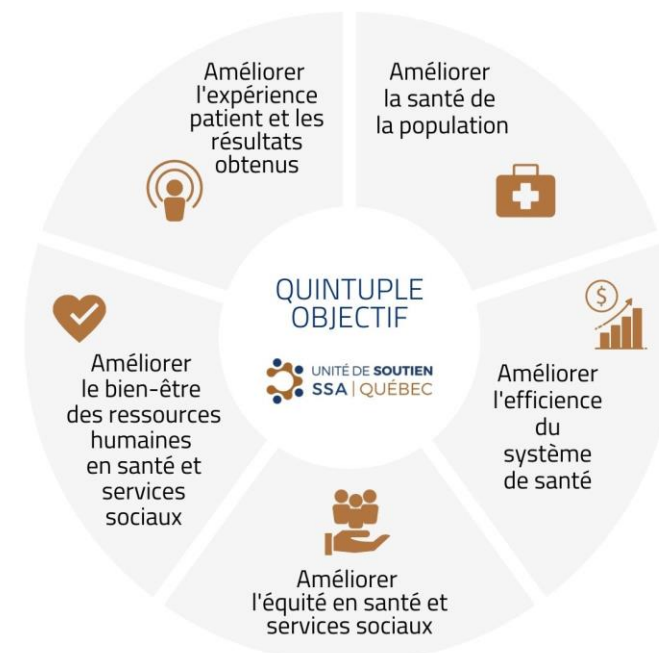 Améliorer
l'expérience
patient et les
résultats
obtenus
Améliorer
la santé de
la population
QUINTUPLE
OBJECTIF
UNITÉ DE SOUTIEN
SSA | QUÉBEC
$
Améliorer
l'efficience
du
système
de santé
Améliorer
le bien-être
des ressources
humaines
en santé et
services
sociaux
Améliorer
l'équité en santé et
services sociaux